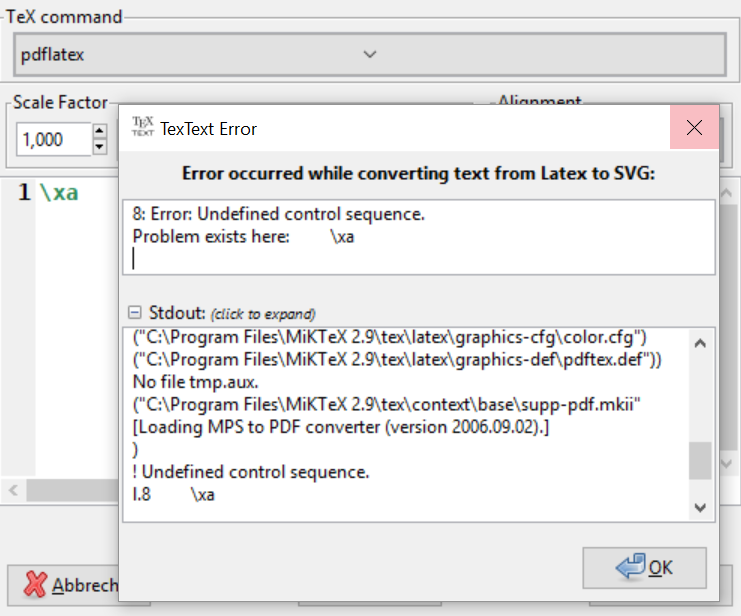 TeX command
pdflatex
Scale Factor
Alignment
1,000
TEX TEXT TexText Error
Error occurred while converting text from Latex to SVG:
1 \xa
8: Error: Undefined control sequence.
Problem exists here: \xa
Stdout: (click to expand)
("C:\Program Files\MiKTeX 2.9\tex\latex\graphics-cfg\color.cfg")
("C:\Program Files\MiKTeX 2.9\tex\latex\graphics-def\pdftex.def"))
No file tmp.aux.
("C:\Program Files\MiKTeX 2.9\tex\context\base\supp-pdf.mkii"
[Loading MPS to PDF converter (version 2006.09.02).]
)
! Undefined control sequence.
l.8 \xa
OK
Abbrech